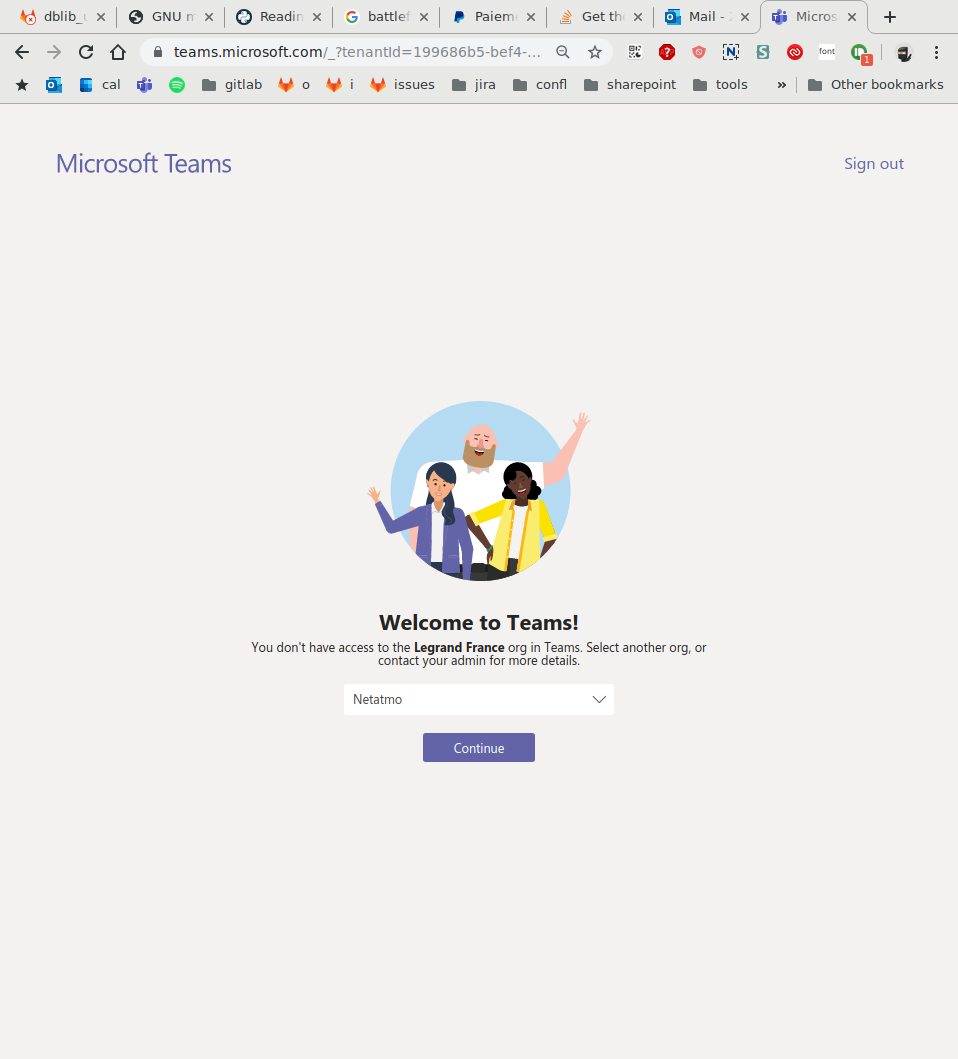 dblib_u GNU m Readin battlef Paieme Get the Mail - Micros
teams.microsoft.com/_?tenantId=199686b5-bef4-... font 1
cal gitlab o i issues jira confl sharepoint tools » Other bookmarks
Microsoft Teams Sign out
Welcome to Teams!
You don't have access to the Legrand France org in Teams. Select another org, or
contact your admin for more details.
Netatmo
Continue